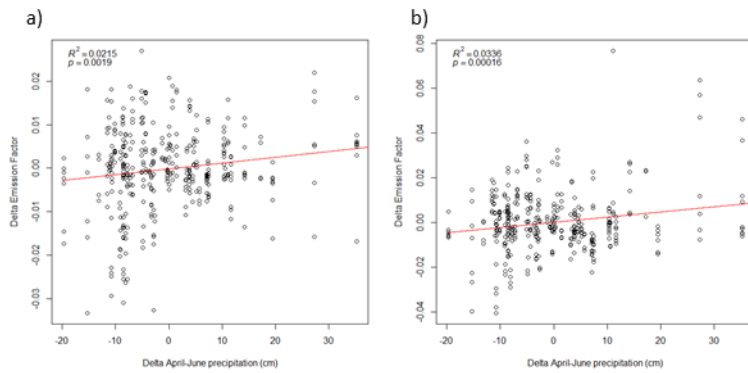 a)
R² = 0.0215
p = 0.0019
Delta Emission Factor
0.02
0.01
0.00
-0.01
-0.02
-0.03
-20 -10 0 10 20 30
Delta April-June precipitation (cm)
b)
R² = 0.0336
p = 0.00016
Delta Emission Factor
0.08
0.06
0.04
0.02
0.00
-0.02
-0.04
-20 -10 0 10 20 30
Delta April-June precipitation (cm)